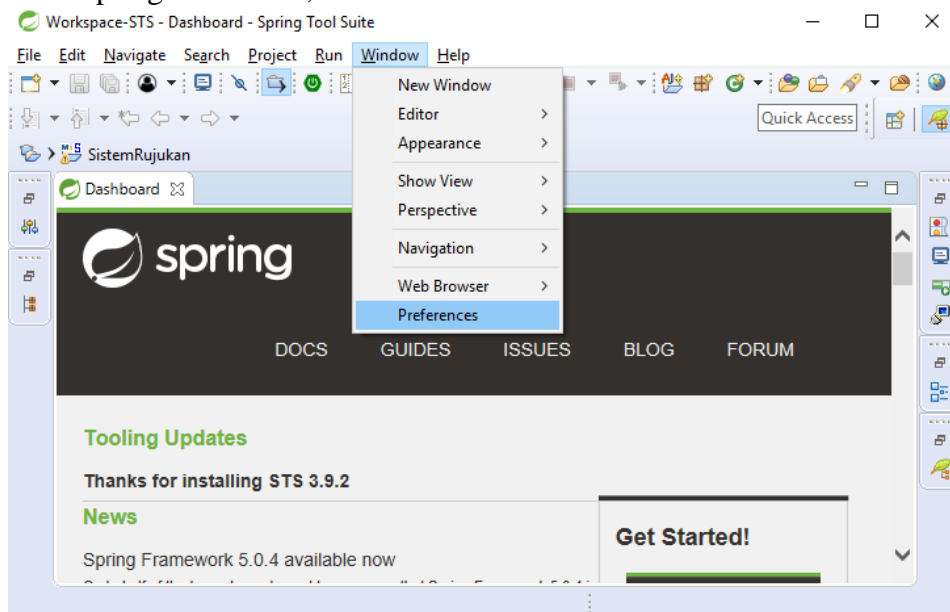 Workspace-STS - Dashboard - Spring Tool Suite
File Edit Navigate Search Project Run Window Help
New Window
Editor
Appearance
Show View
Perspective
Navigation
Web Browser
Preferences
Quick Access
SistemRujukan
Dashboard
spring
DOCS GUIDES ISSUES BLOG FORUM
Tooling Updates
Thanks for installing STS 3.9.2
News
Spring Framework 5.0.4 available now
Get Started!